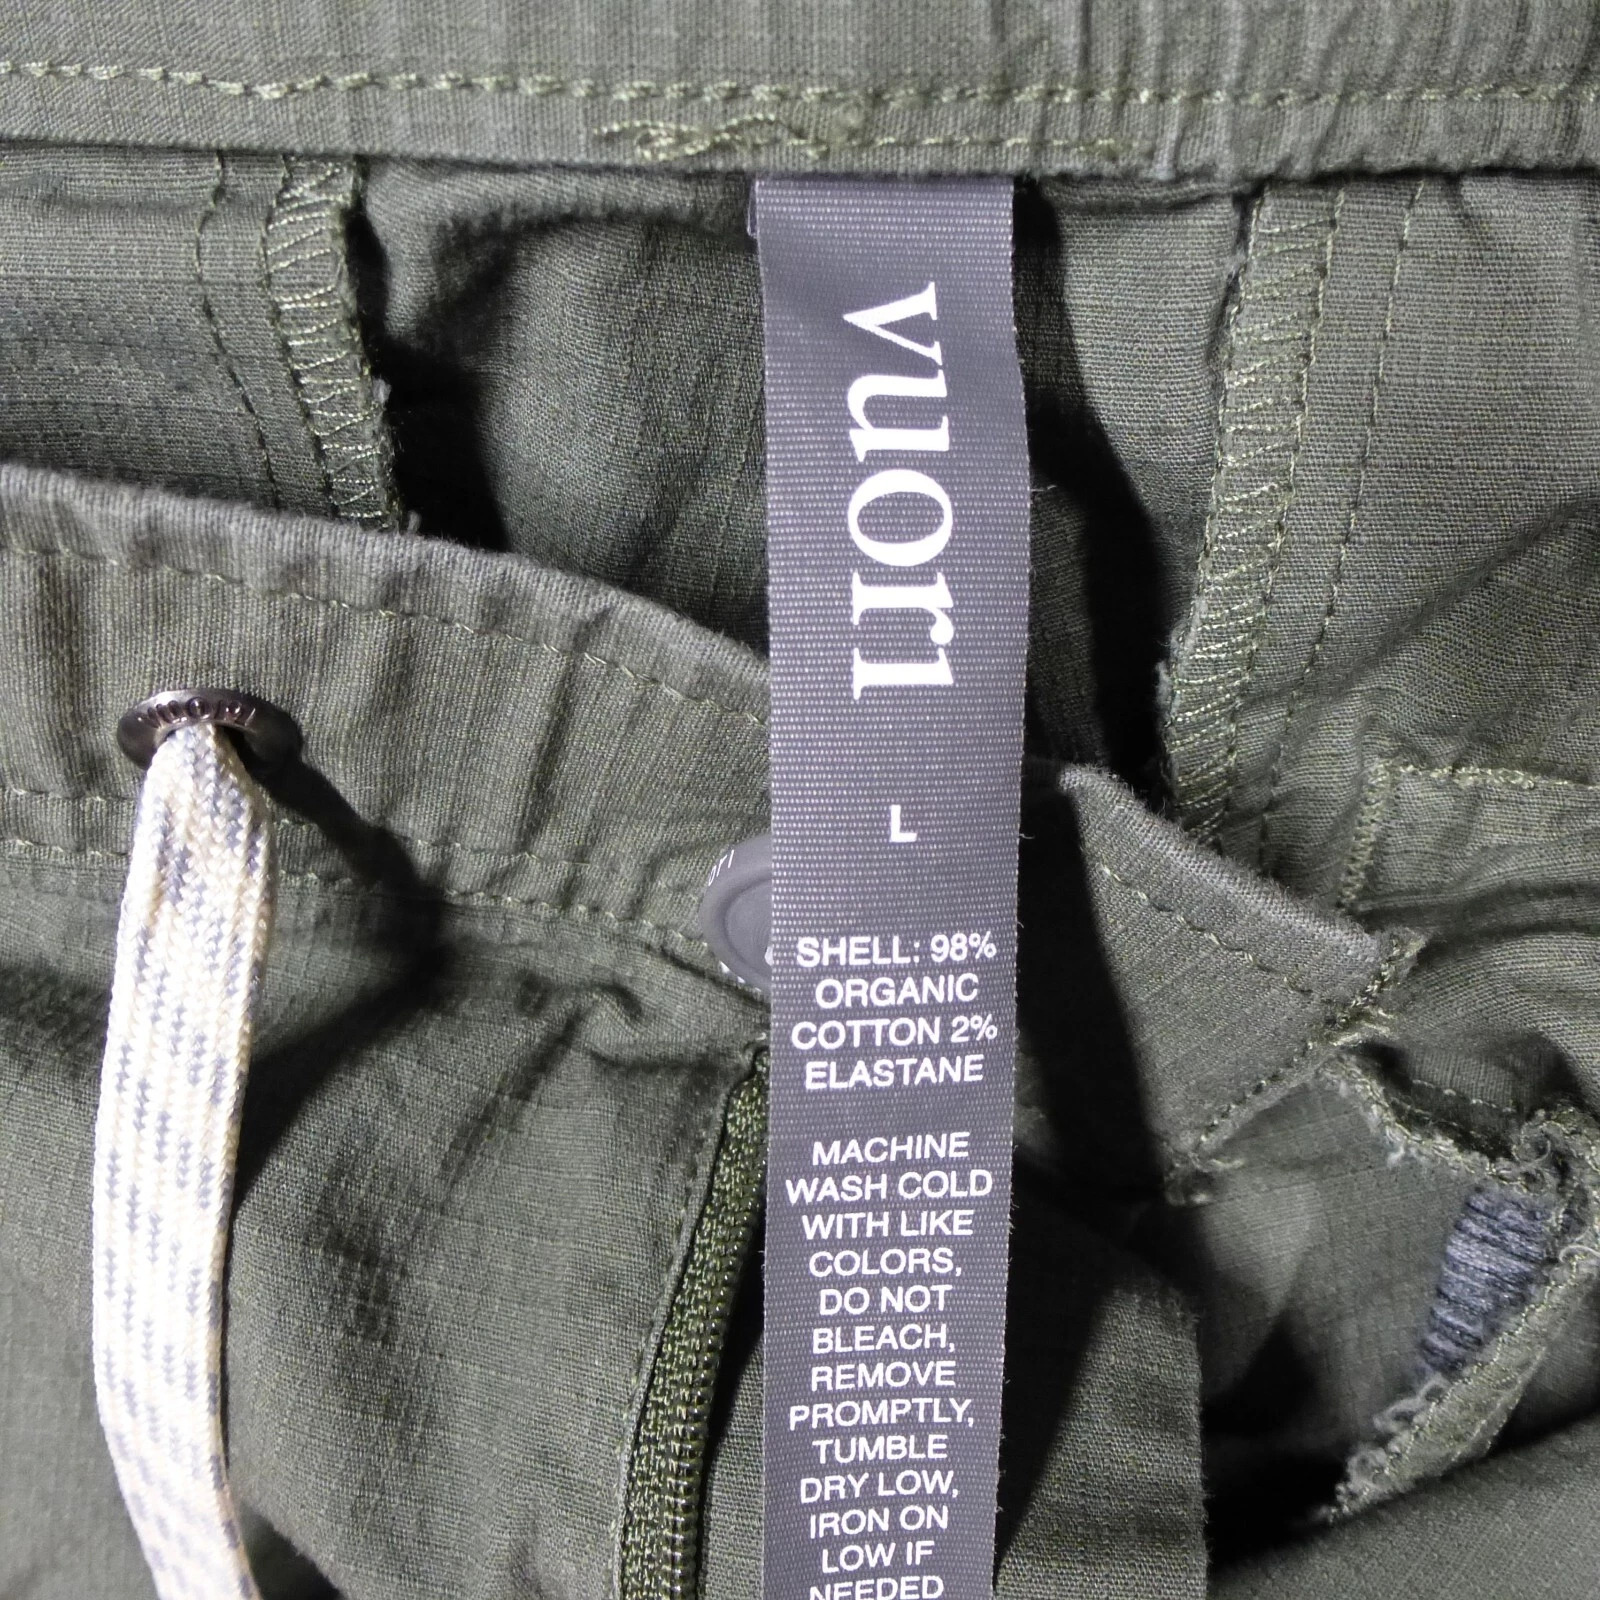 vuori
L
SHELL: 98%
ORGANIC
COTTON 2%
ELASTANE
MACHINE
WASH COLD
WITH LIKE
COLORS,
DO NOT
BLEACH,
REMOVE
PROMPTLY,
TUMBLE
DRY LOW,
IRON ON
LOW IF
NEEDED
VUORI